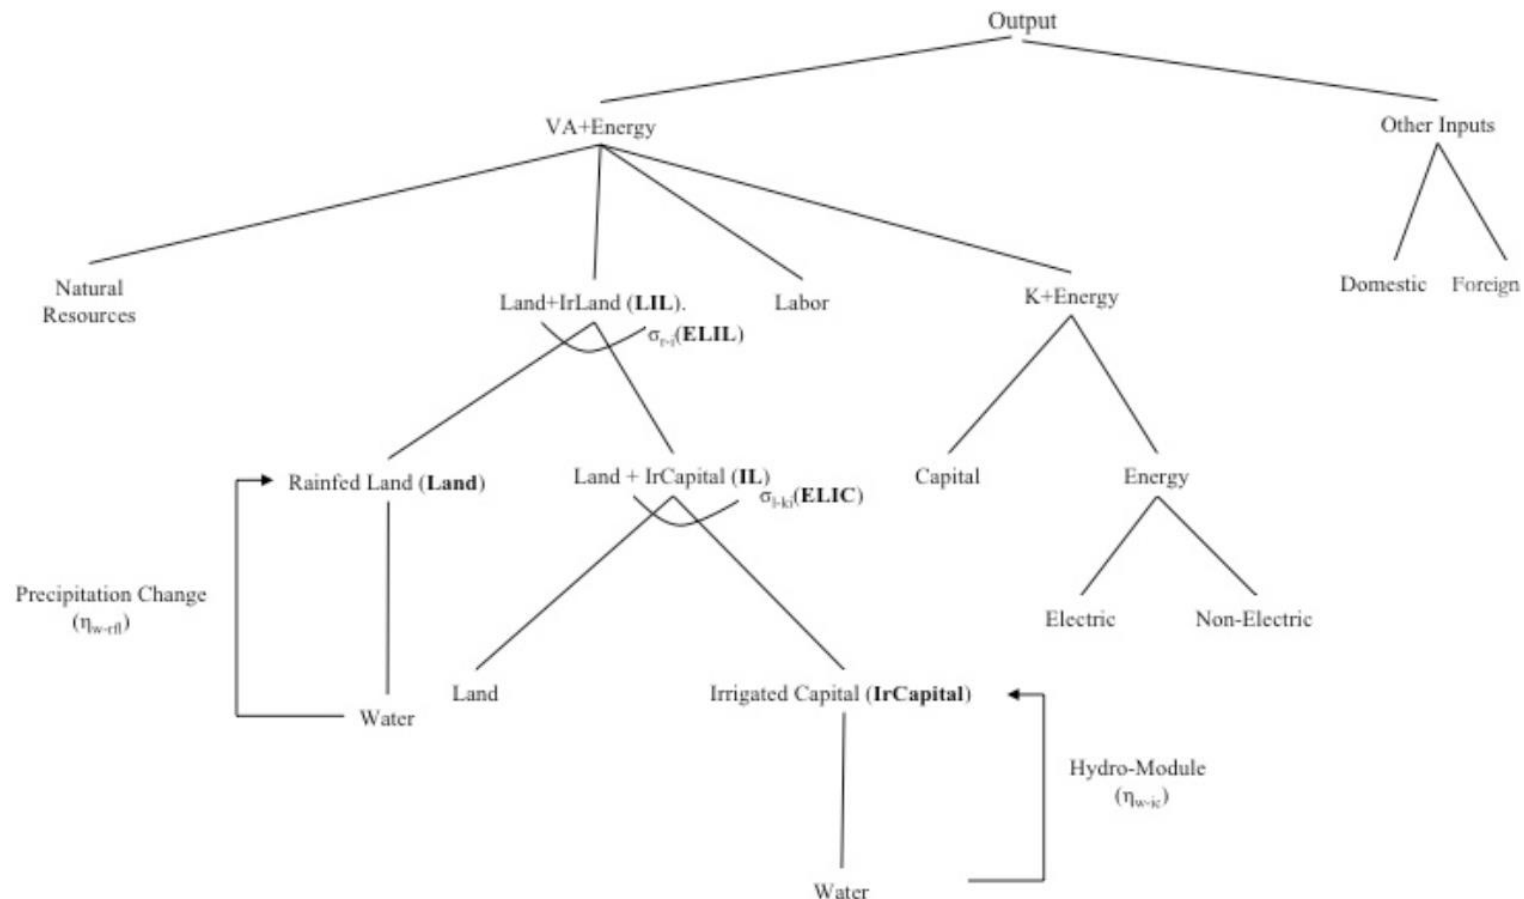 Output
VA+Energy
Other Inputs
Natural
Resources
Land+IrLand (LIL).
Labor
K+Energy
Domestic
Foreign
σr-i(ELIL)
Rainfed Land (Land)
Land + IrCapital (IL)
Capital
Energy
σl-ki(ELIC)
Precipitation Change
(ηw-rfl)
Electric
Non-Electric
Land
Irrigated Capital (IrCapital)
Water
Hydro-Module
(ηw-ic)
Water